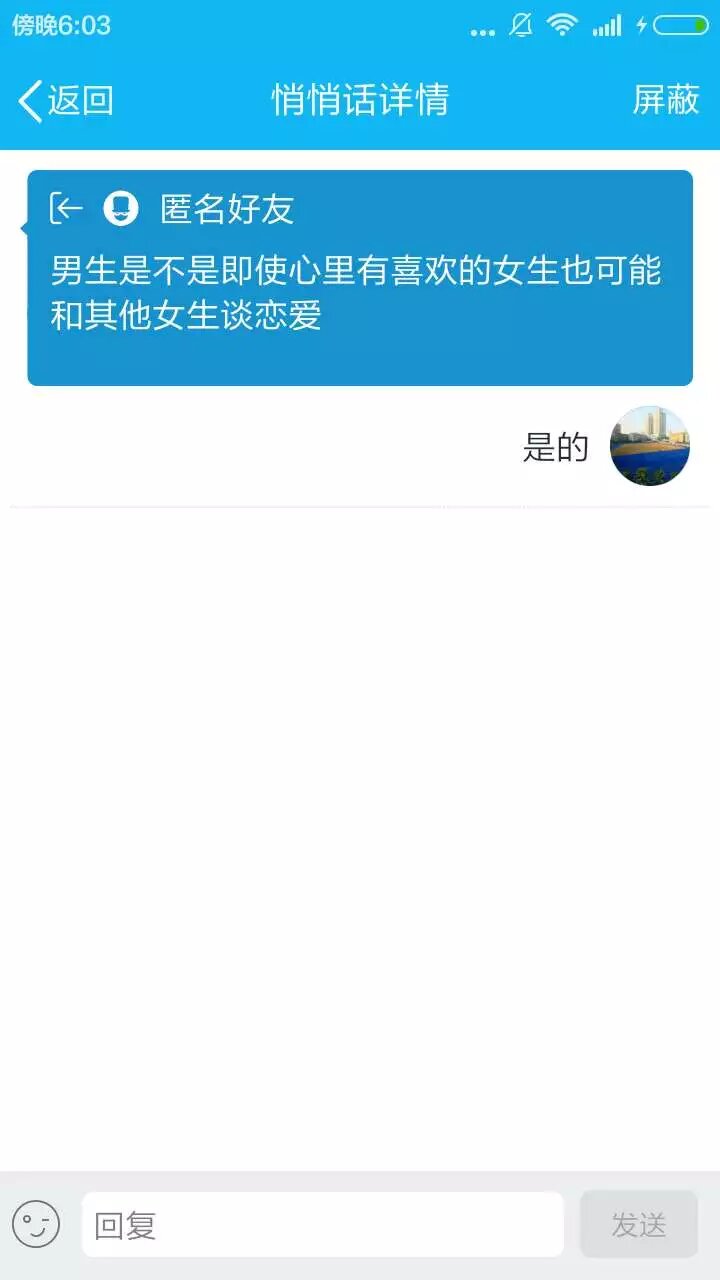 傍晚6:03
返回
悄悄话详情
屏蔽
匿名好友
男生是不是即使心里有喜欢的女生也可能
和其他女生谈恋爱
是的
回复
发送